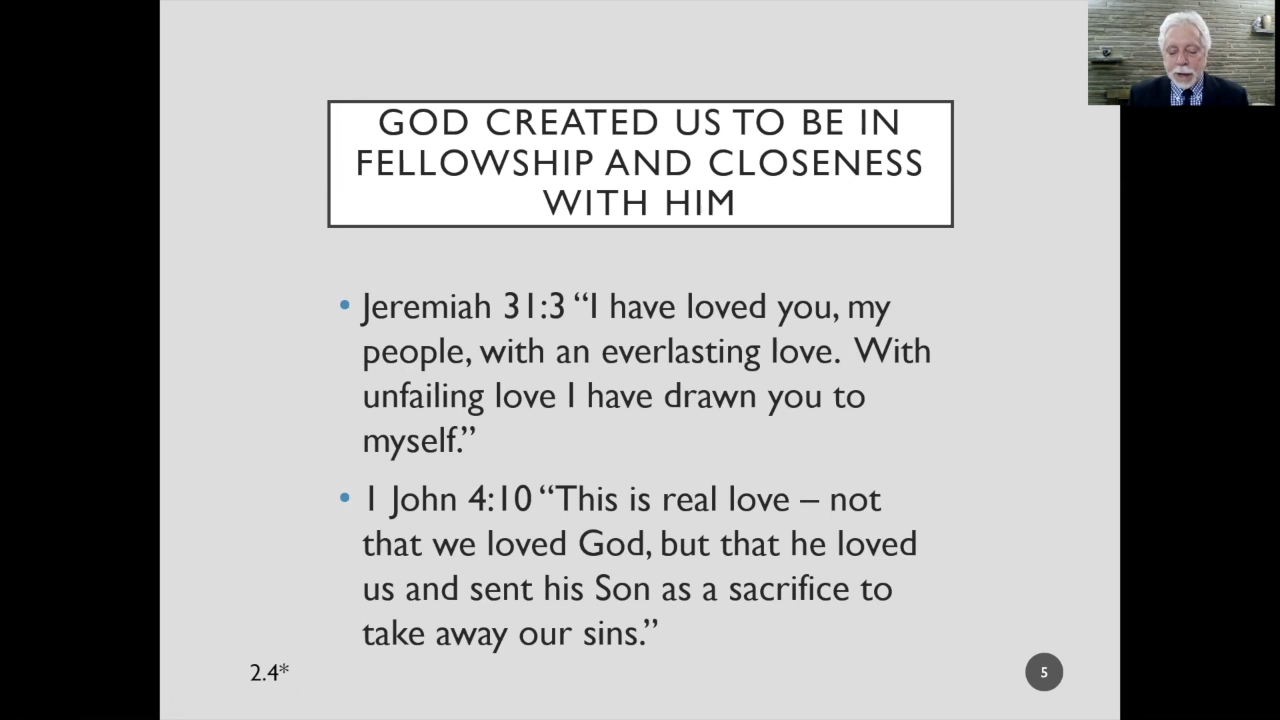 GOD CREATED US TO BE IN
FELLOWSHIP AND CLOSENESS
WITH HIM
• Jeremiah 31:3 “I have loved you, my
people, with an everlasting love. With
unfailing love I have drawn you to
myself.”
• 1 John 4:10 “This is real love – not
that we loved God, but that he loved
us and sent his Son as a sacrifice to
take away our sins.”
2.4*
5